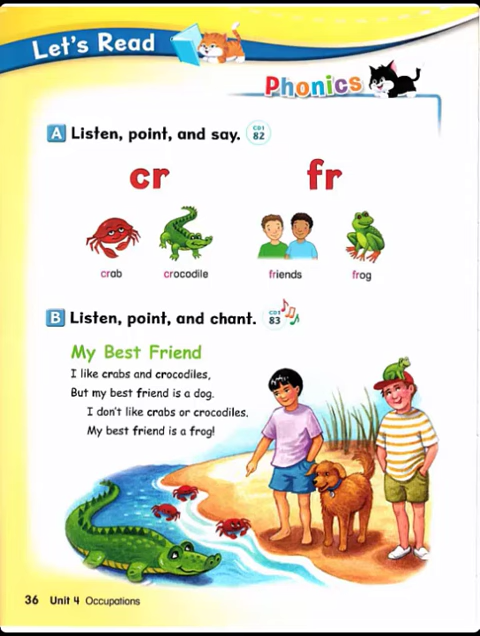 Let's Read
Phonics
A Listen, point, and say. CD1 82
cr fr
crab crocodile friends frog
B Listen, point, and chant. CD1 83
My Best Friend
I like crabs and crocodiles,
But my best friend is a dog.
I don't like crabs or crocodiles.
My best friend is a frog!
36 Unit 4 Occupations